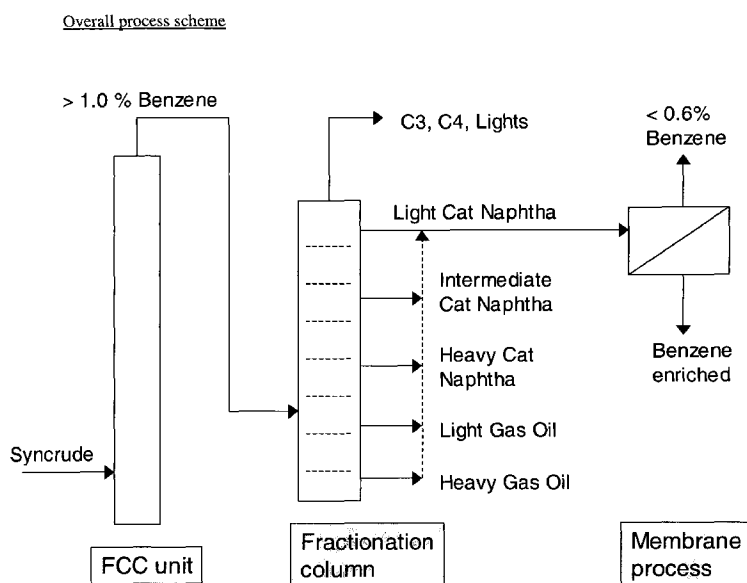 Overall process scheme
> 1.0 % Benzene
C3, C4, Lights
< 0.6%
Benzene
Light Cat Naphtha
Intermediate
Cat Naphtha
Heavy Cat
Naphtha
Benzene
enriched
Light Gas Oil
Syncrude
Heavy Gas Oil
FCC unit
Fractionation
column
Membrane
process